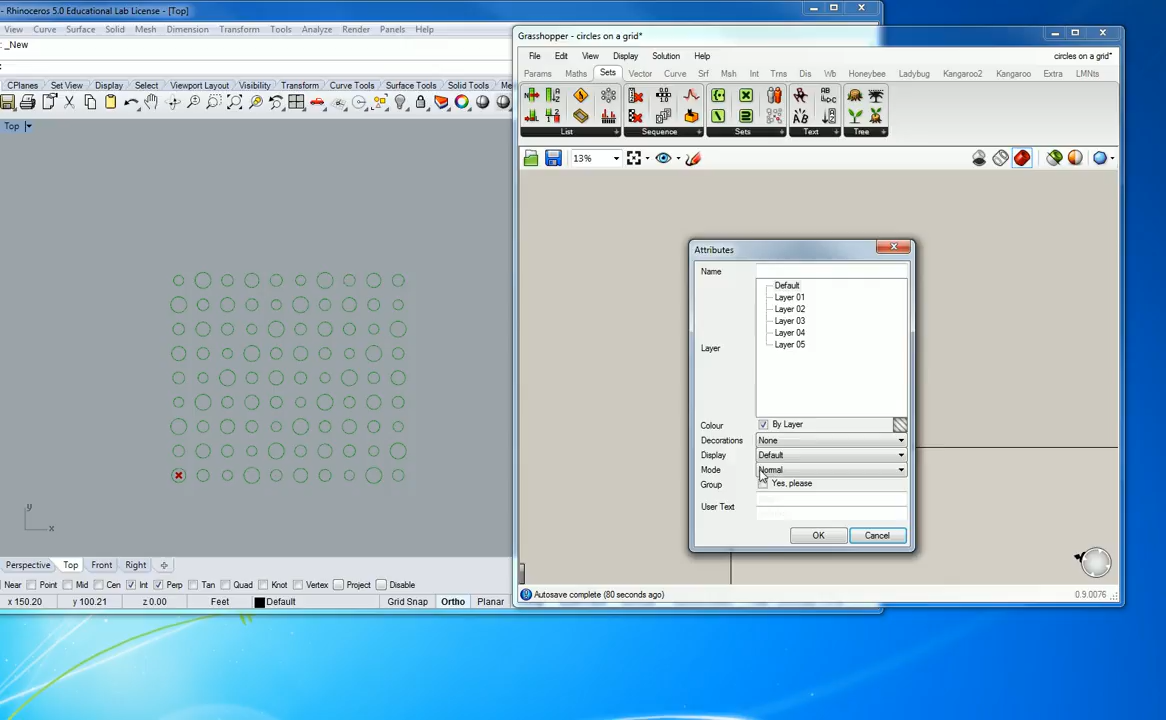 - Rhinoceros 5.0 Educational Lab License - [Top]
View Curve Surface Solid Mesh Dimension Transform Tools Analyze Render Panels Help
: _New
CPlanes Set View Display Select Viewport Layout Visibility Transform Curve Tools Surface Tools Solid Tools Me
Top
y
x
Perspective Top Front Right
Near Point Mid Cen Int Perp Tan Quad Knot Vertex Project Disable
x 150.20 y 100.21 z 0.00 Feet Default Grid Snap Ortho Planar
Grasshopper - circles on a grid*
File Edit View Display Solution Help circles on a grid*
Params Maths Sets Vector Curve Srf Msh Int Trns Dis Wb Honeybee Ladybug Kangaroo2 Kangaroo Extra LMNts
List Sequence Sets Text Tree
13%
Attributes
Name
Default
Layer 01
Layer 02
Layer 03
Layer 04
Layer 05
Layer
Colour By Layer
Decorations None
Display Default
Mode Normal
Group Yes, please
User Text
OK Cancel
Autosave complete (80 seconds ago) 0.9.0076